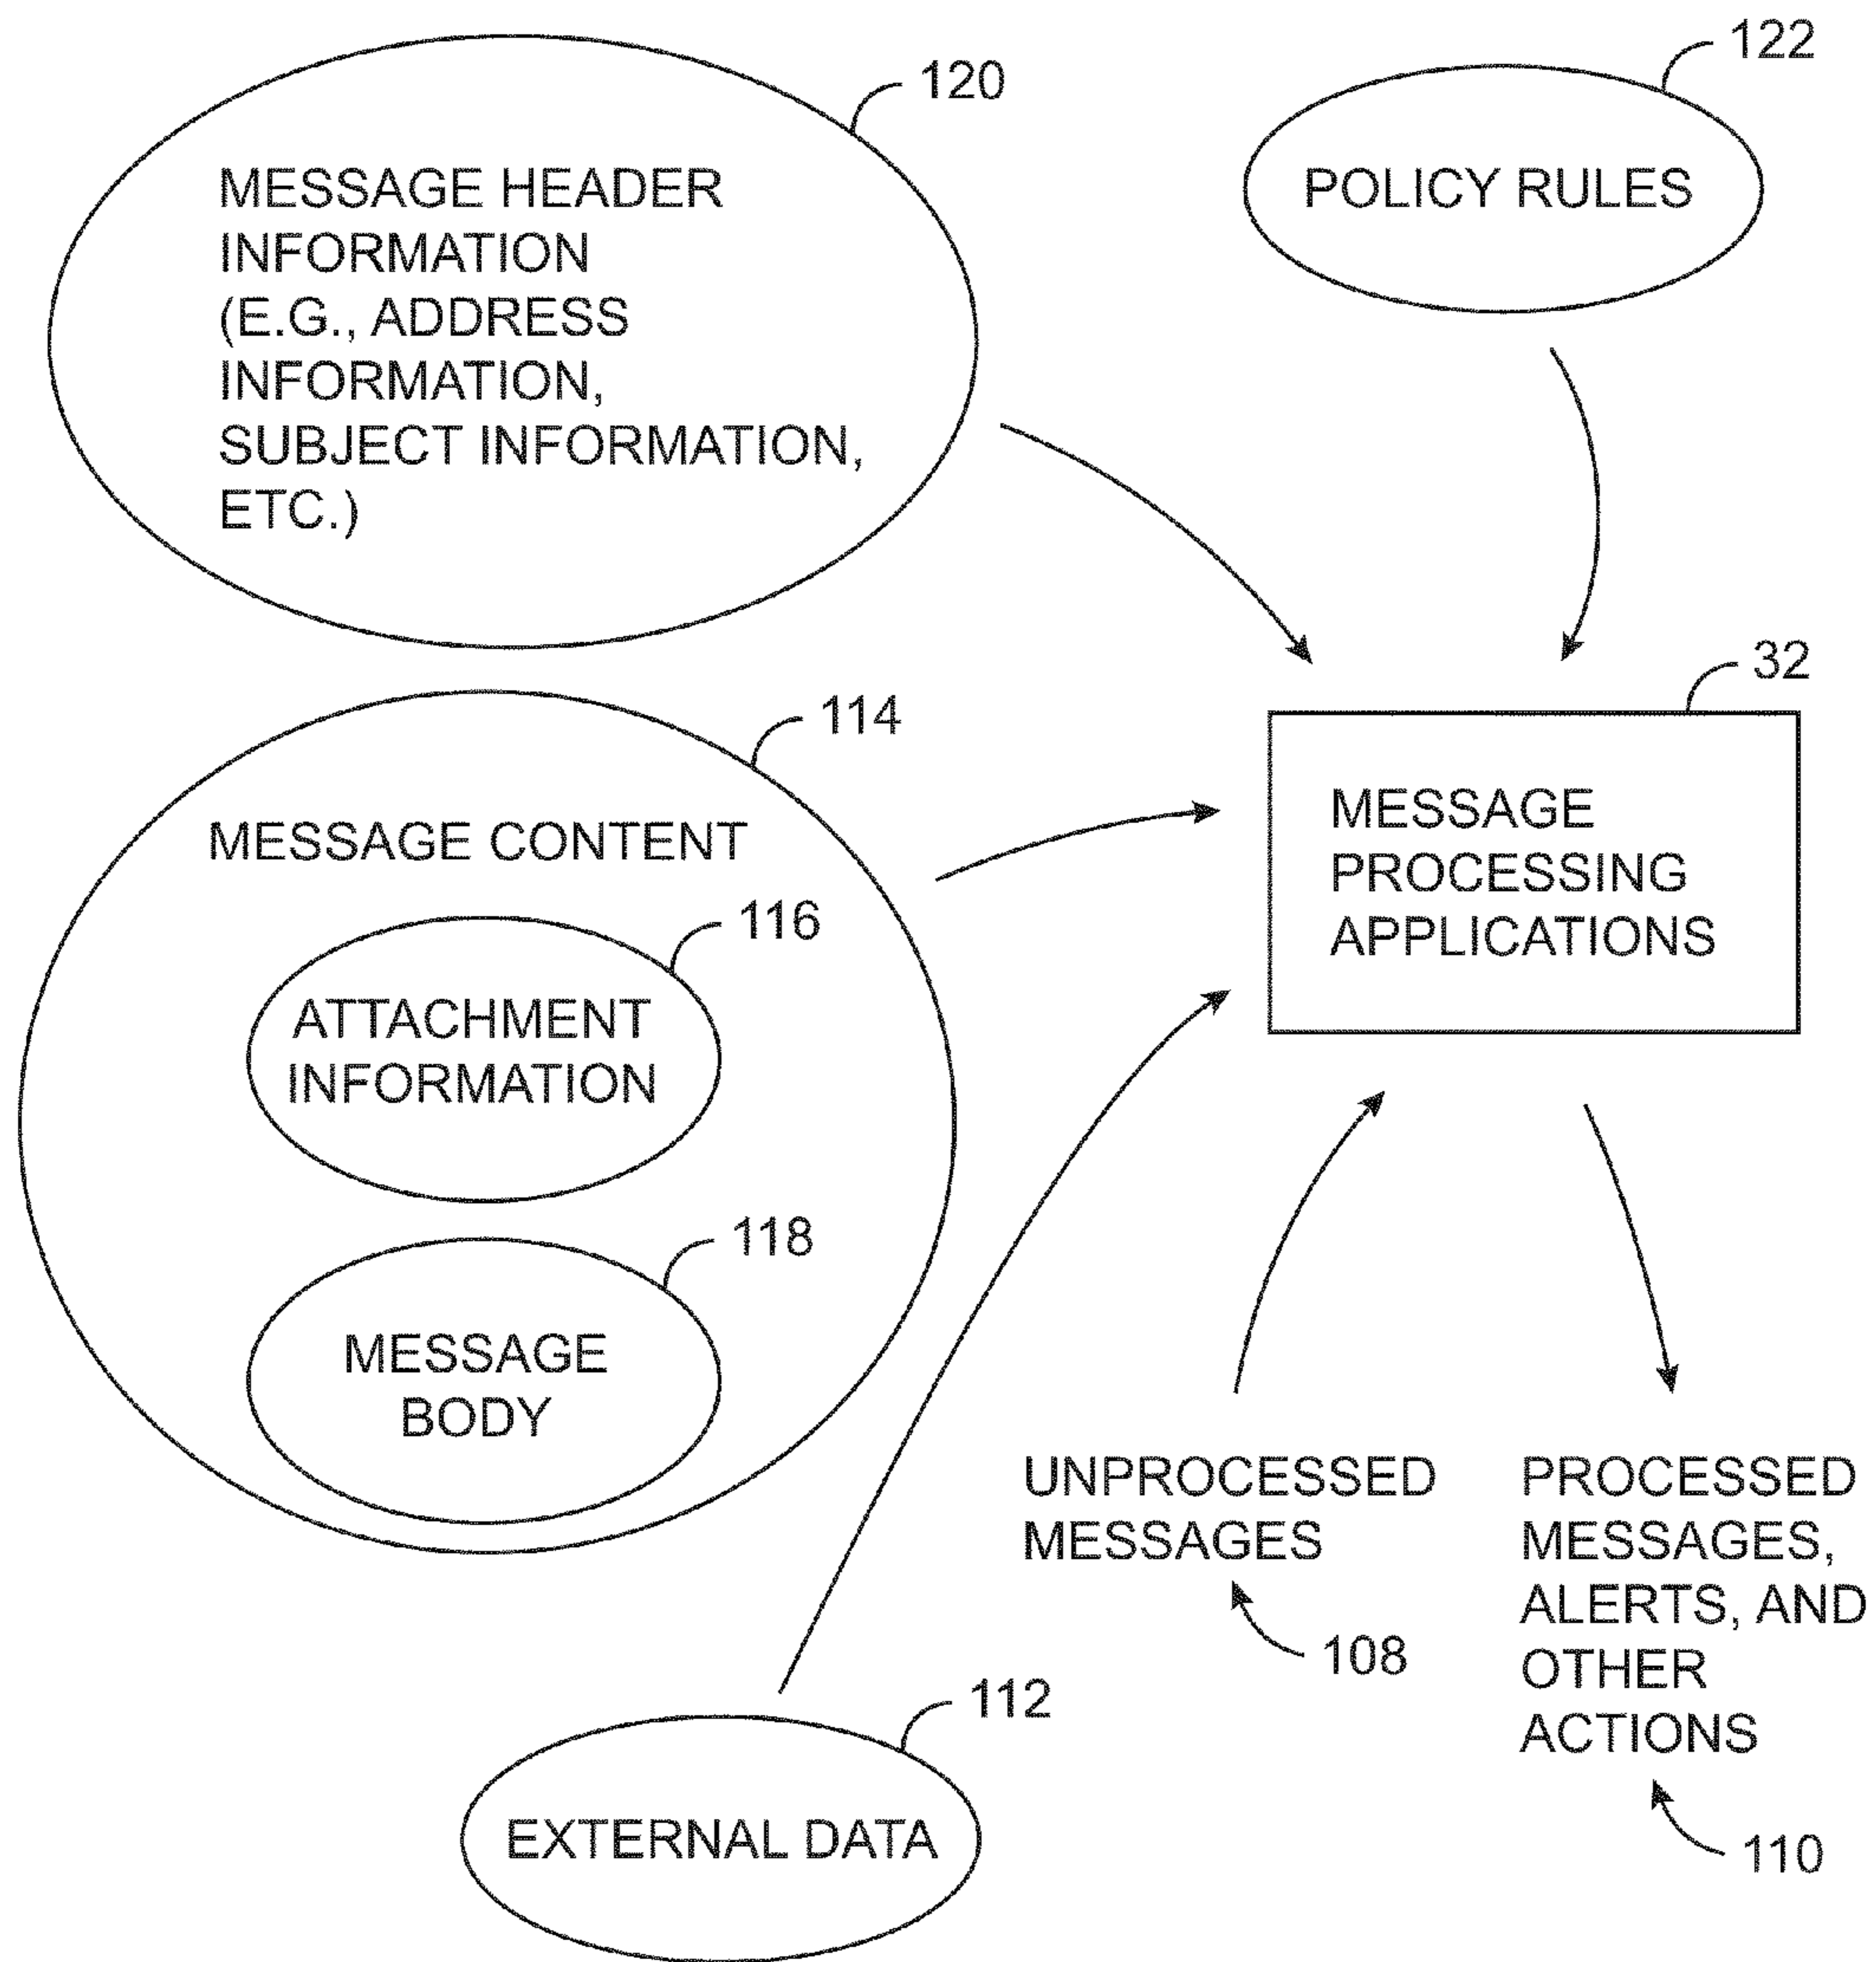 120
MESSAGE HEADER
INFORMATION
(E.G., ADDRESS
INFORMATION,
SUBJECT INFORMATION,
ETC.)
122
POLICY RULES
32
MESSAGE
PROCESSING
APPLICATIONS
114
MESSAGE CONTENT
116
ATTACHMENT
INFORMATION
118
MESSAGE
BODY
UNPROCESSED
MESSAGES
108
PROCESSED
MESSAGES,
ALERTS, AND
OTHER
ACTIONS
110
112
EXTERNAL DATA